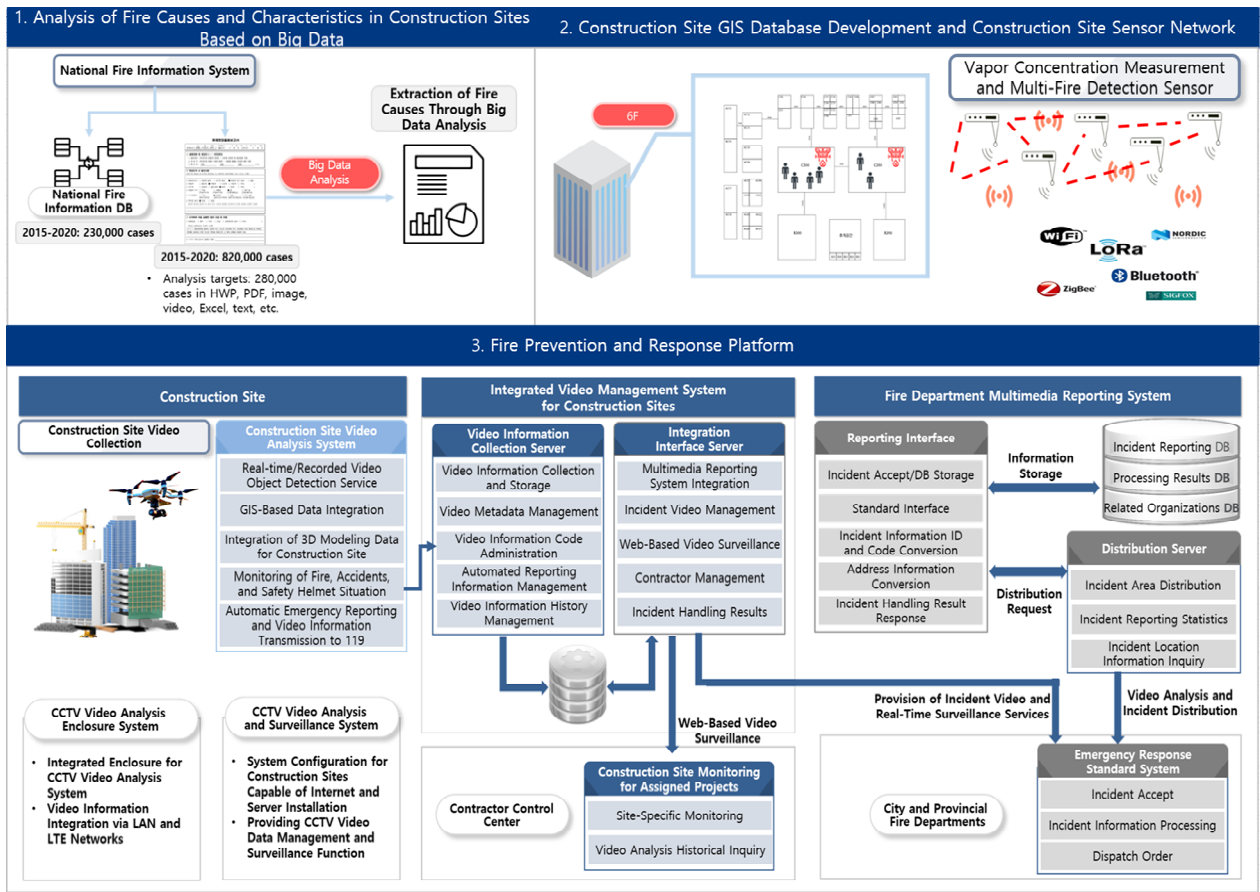 1. Analysis of Fire Causes and Characteristics in Construction Sites
Based on Big Data
National Fire Information System
National Fire
Information DB
2015-2020: 230,000 cases
2015-2020: 820,000 cases
• Analysis targets: 280,000
cases in HWP, PDF, image,
video, Excel, text, etc.
Big Data
Analysis
Extraction of Fire
Causes Through Big
Data Analysis
2. Construction Site GIS Database Development and Construction Site Sensor Network
6F
Vapor Concentration Measurement
and Multi-Fire Detection Sensor
WiFi
LoRa
NORDIC
SEMICONDUCTOR
Bluetooth
ZigBee
SIGFOX
3. Fire Prevention and Response Platform
Construction Site
Construction Site Video
Collection
Construction Site Video
Analysis System
Real-time/Recorded Video
Object Detection Service
GIS-Based Data Integration
Integration of 3D Modeling Data
for Construction Site
Monitoring of Fire, Accidents,
and Safety Helmet Situation
Automatic Emergency Reporting
and Video Information
Transmission to 119
CCTV Video Analysis
Enclosure System
• Integrated Enclosure for
CCTV Video Analysis
System
• Video Information
Integration via LAN and
LTE Networks
CCTV Video Analysis
and Surveillance System
• System Configuration for
Construction Sites
Capable of Internet and
Server Installation
• Providing CCTV Video
Data Management and
Surveillance Function
Integrated Video Management System
for Construction Sites
Video Information
Collection Server
Video Information Collection
and Storage
Video Metadata Management
Video Information Code
Administration
Automated Reporting
Information Management
Video Information History
Management
Integration
Interface Server
Multimedia Reporting
System Integration
Incident Video Management
Web-Based Video Surveillance
Contractor Management
Incident Handling Results
Web-Based Video
Surveillance
Contractor Control
Center
Construction Site Monitoring
for Assigned Projects
Site-Specific Monitoring
Video Analysis Historical Inquiry
Fire Department Multimedia Reporting System
Reporting Interface
Incident Accept/DB Storage
Standard Interface
Incident Information ID
and Code Conversion
Address Information
Conversion
Incident Handling Result
Response
Information
Storage
Incident Reporting DB
Processing Results DB
Related Organizations DB
Distribution
Request
Distribution Server
Incident Area Distribution
Incident Reporting Statistics
Incident Location
Information Inquiry
Provision of Incident Video and
Real-Time Surveillance Services
Video Analysis and
Incident Distribution
City and Provincial
Fire Departments
Emergency Response
Standard System
Incident Accept
Incident Information Processing
Dispatch Order